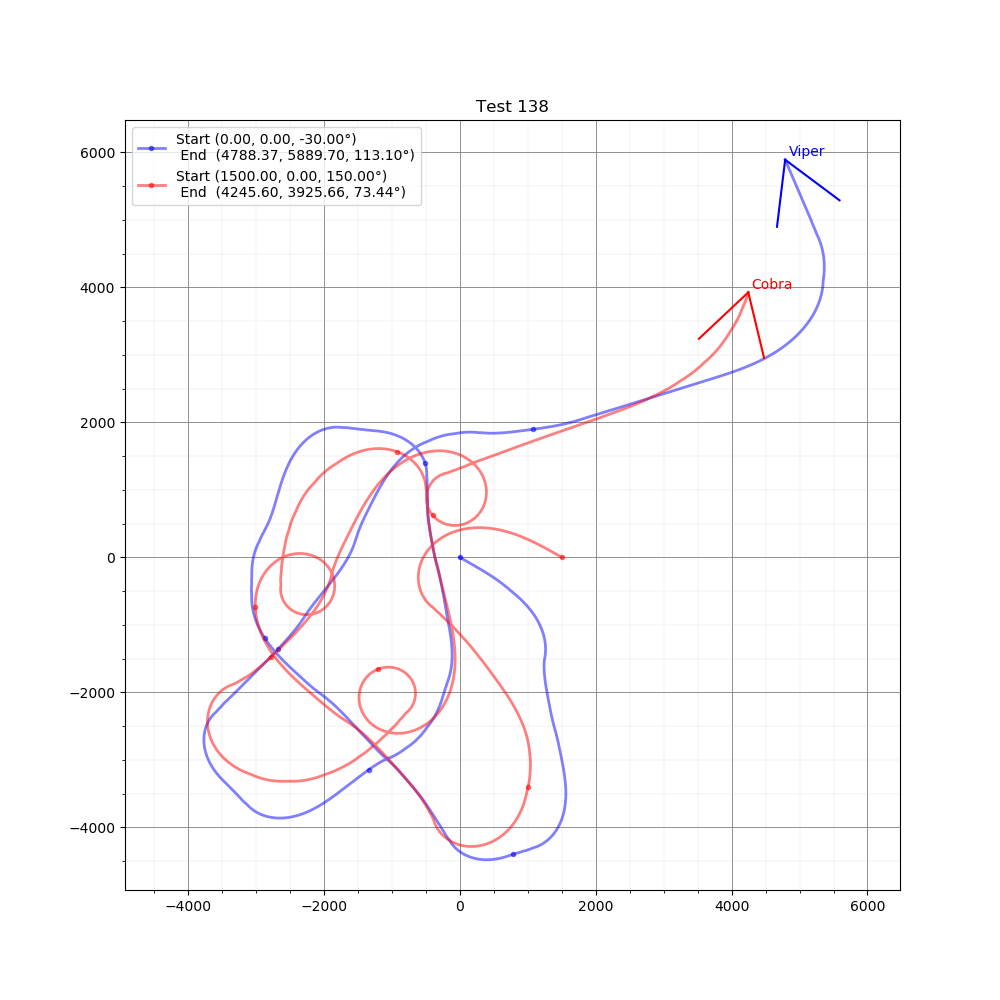 Test 138
Start (0.00, 0.00, -30.00°)
End  (4788.37, 5889.70, 113.10°)
Start (1500.00, 0.00, 150.00°)
End  (4245.60, 3925.66, 73.44°)
Viper
Cobra
6000
4000
2000
0
−2000
−4000
−4000 −2000 0 2000 4000 6000